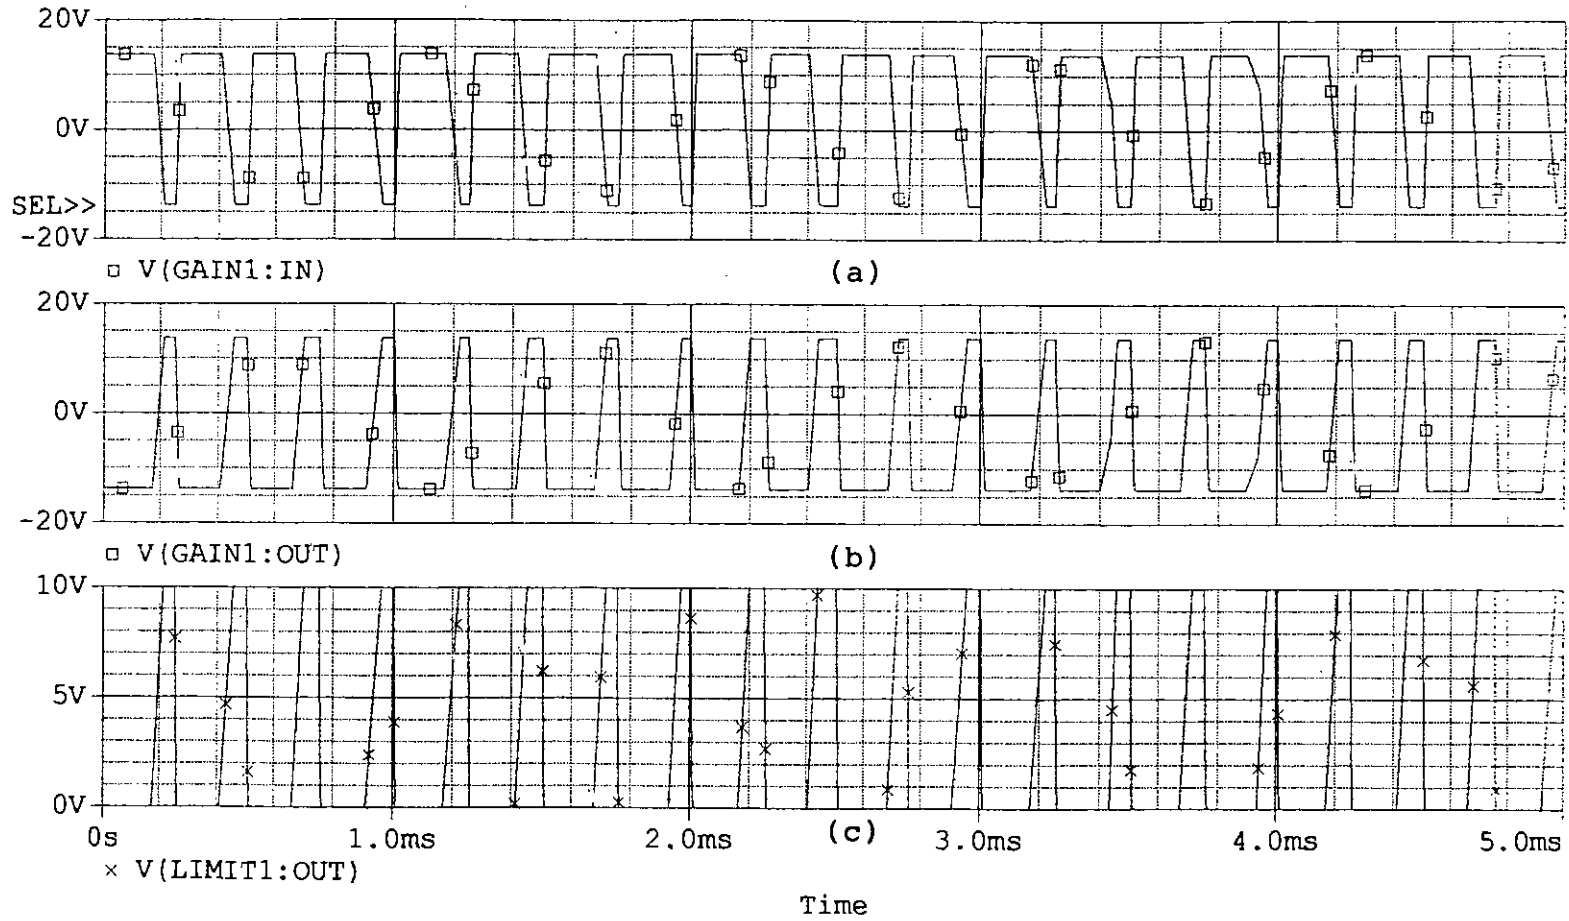 20V
0V
SEL>>
-20V
□ V(GAIN1:IN)
(a)
20V
0V
-20V
□ V(GAIN1:OUT)
(b)
10V
5V
0V
0s
1.0ms
2.0ms
(c)
3.0ms
4.0ms
5.0ms
× V(LIMIT1:OUT)
Time